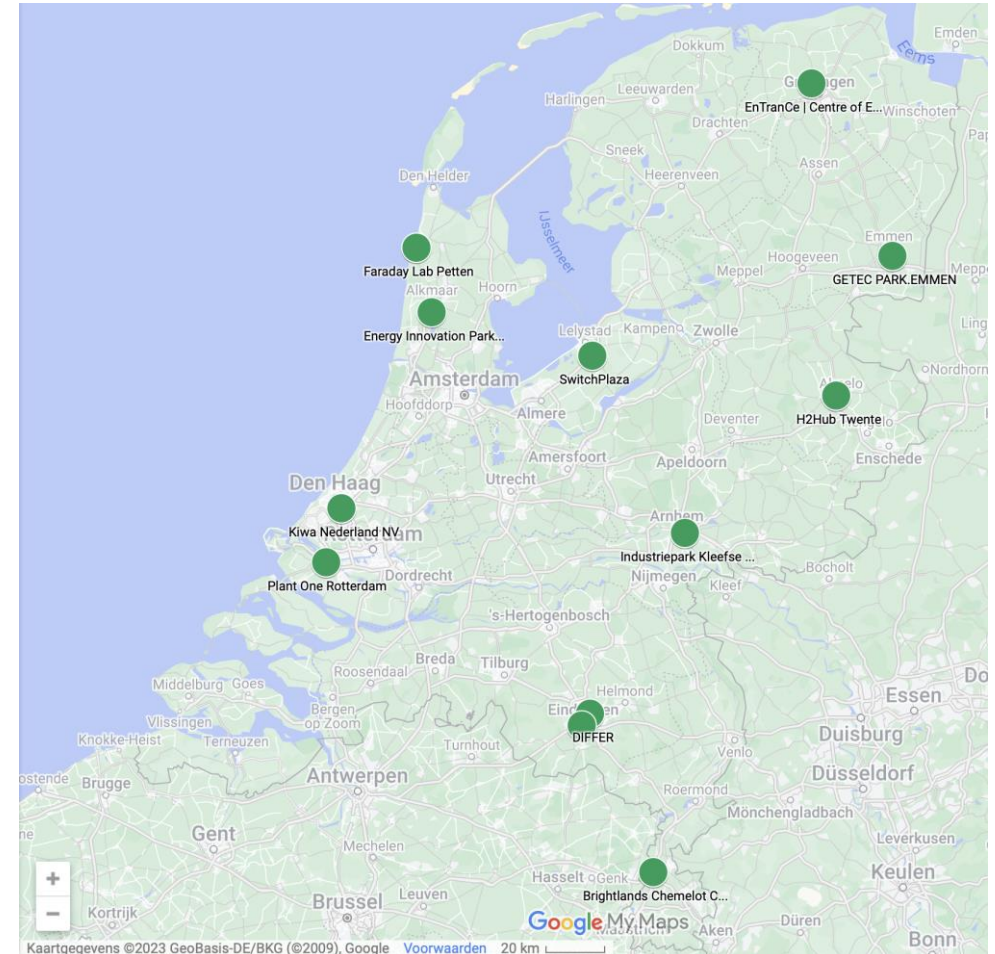 Emden
Dokkum
Eems
Leeuwarden
Harlingen
EnTranCe | Centre of E...
Winschoten
Drachten
Sneek
Assen
Heerenveen
Den Helder
IJsselmeer
Emmen
Hoogeveen
Faraday Lab Petten
Meppel
GETEC PARK.EMMEN
Alkmaar
Hoorn
Energy Innovation Park...
Lelystad
Kampen
Zwolle
SwitchPlaza
Amsterdam
Hoofddorp
Almere
Deventer
H2Hub Twente
Enschede
Amersfoort
Apeldoorn
Utrecht
Den Haag
Arnhem
Kiwa Nederland NV
Industriepark Kleefse ...
Bocholt
Plant One Rotterdam
Dordrecht
Nijmegen
Kleef
's-Hertogenbosch
Breda
Tilburg
Roosendaal
Middelburg
Goes
Bergen
op Zoom
Helmond
Essen
Vlissingen
DIFFER
Duisburg
Knokke-Heist
Terneuzen
Turnhout
Venlo
Brugge
Antwerpen
Düsseldorf
Roermond
Mönchengladbach
Gent
Mechelen
Leverkusen
Hasselt
Genk
Keulen
Brightlands Chemelot C...
Leuven
Brussel
Kortrijk
Google My Maps
Düren
Aken
Bonn
Kaartgegevens ©2023 GeoBasis-DE/BKG (©2009), Google Voorwaarden 20 km